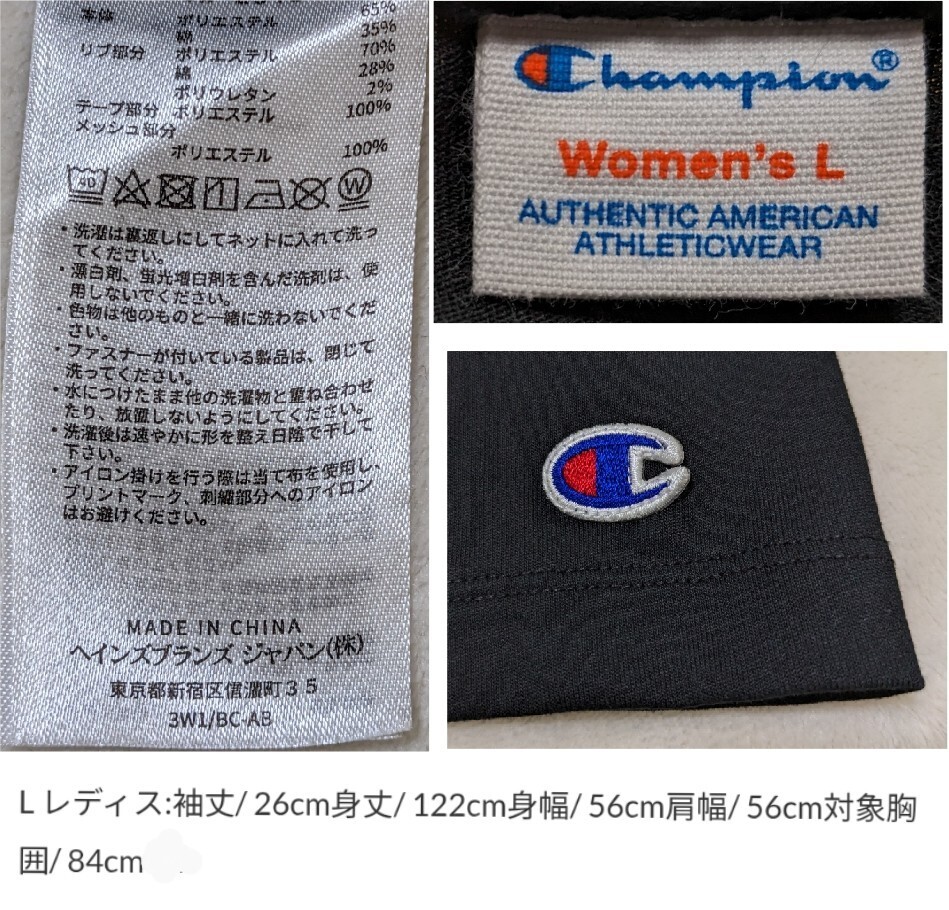 本体 ポリエステル 65%
綿 35%
リブ部分 ポリエステル 70%
綿 28%
ポリウレタン 2%
テープ部分 ポリエステル 100%
メッシュ部分
ポリエステル 100%
40
W
・洗濯は裏返しにしてネットに入れて洗っ
てください。
・漂白剤、蛍光増白剤を含んだ洗剤は、使
用しないでください。
・色物は他のものと一緒に洗わないでくだ
さい。
・ファスナーが付いている製品は、閉じて
洗ってください。
・水につけたまま他の洗濯物と重ね合わせ
たり、放置しないようにしてください。
・洗濯後は速やかに形を整え日陰で干して
下さい。
・アイロン掛けを行う際は当て布を使用し、
プリントマーク、刺繍部分へのアイロン
はお避けください。
MADE IN CHINA
ヘインズブランズ ジャパン(株)
東京都新宿区信濃町35
3W1/BC-AB
Champion®
Women's L
AUTHENTIC AMERICAN
ATHLETICWEAR
L レディス:袖丈/ 26cm身丈/ 122cm身幅/ 56cm肩幅/ 56cm対象胸
囲/ 84cm